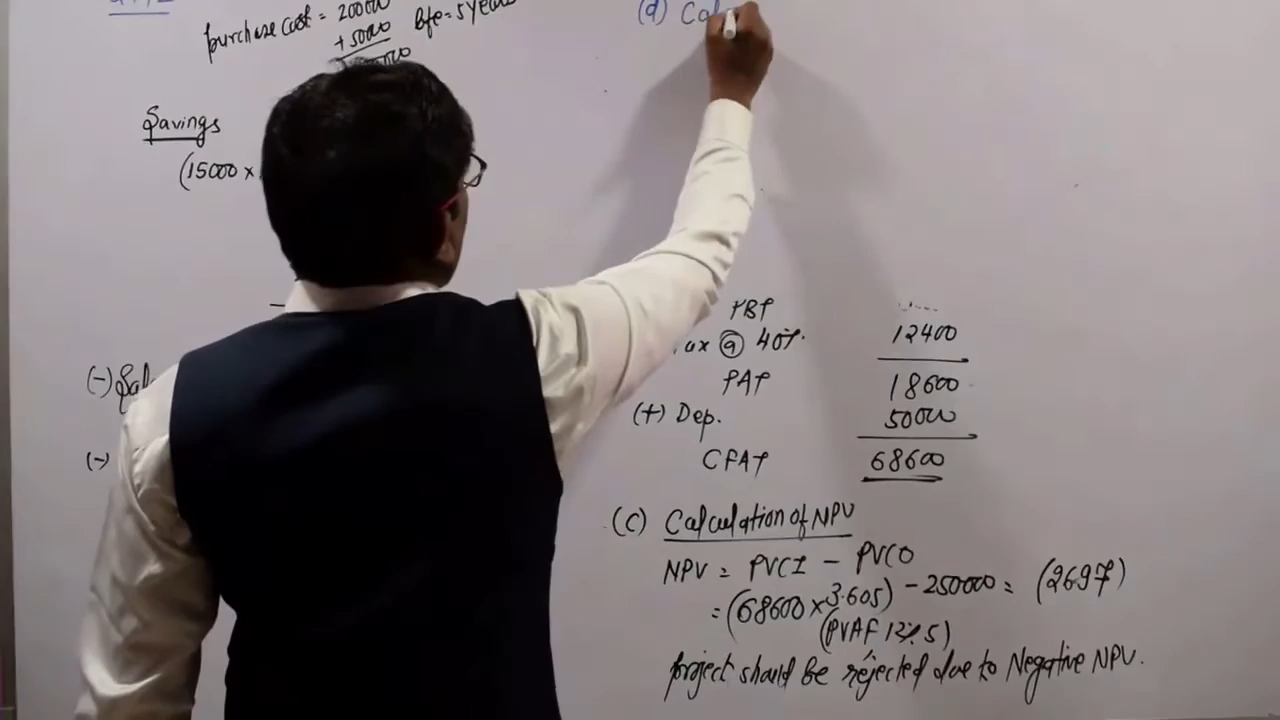 purchase cost = 200000 life = 5 years
+ 50000
(d) Cal
Savings
(15000 ×
PBT
Tax @ 40%. 12400
PAT 18600
(+) Dep. 50000
CFAT 68600
(-) Sal
(-)
(C) Calculation of NPV
NPV = PVCI - PVCO
= (68600 × 3.605) - 250000 = (2697)
(PVAF 12% 5)
project should be rejected due to Negative NPV.